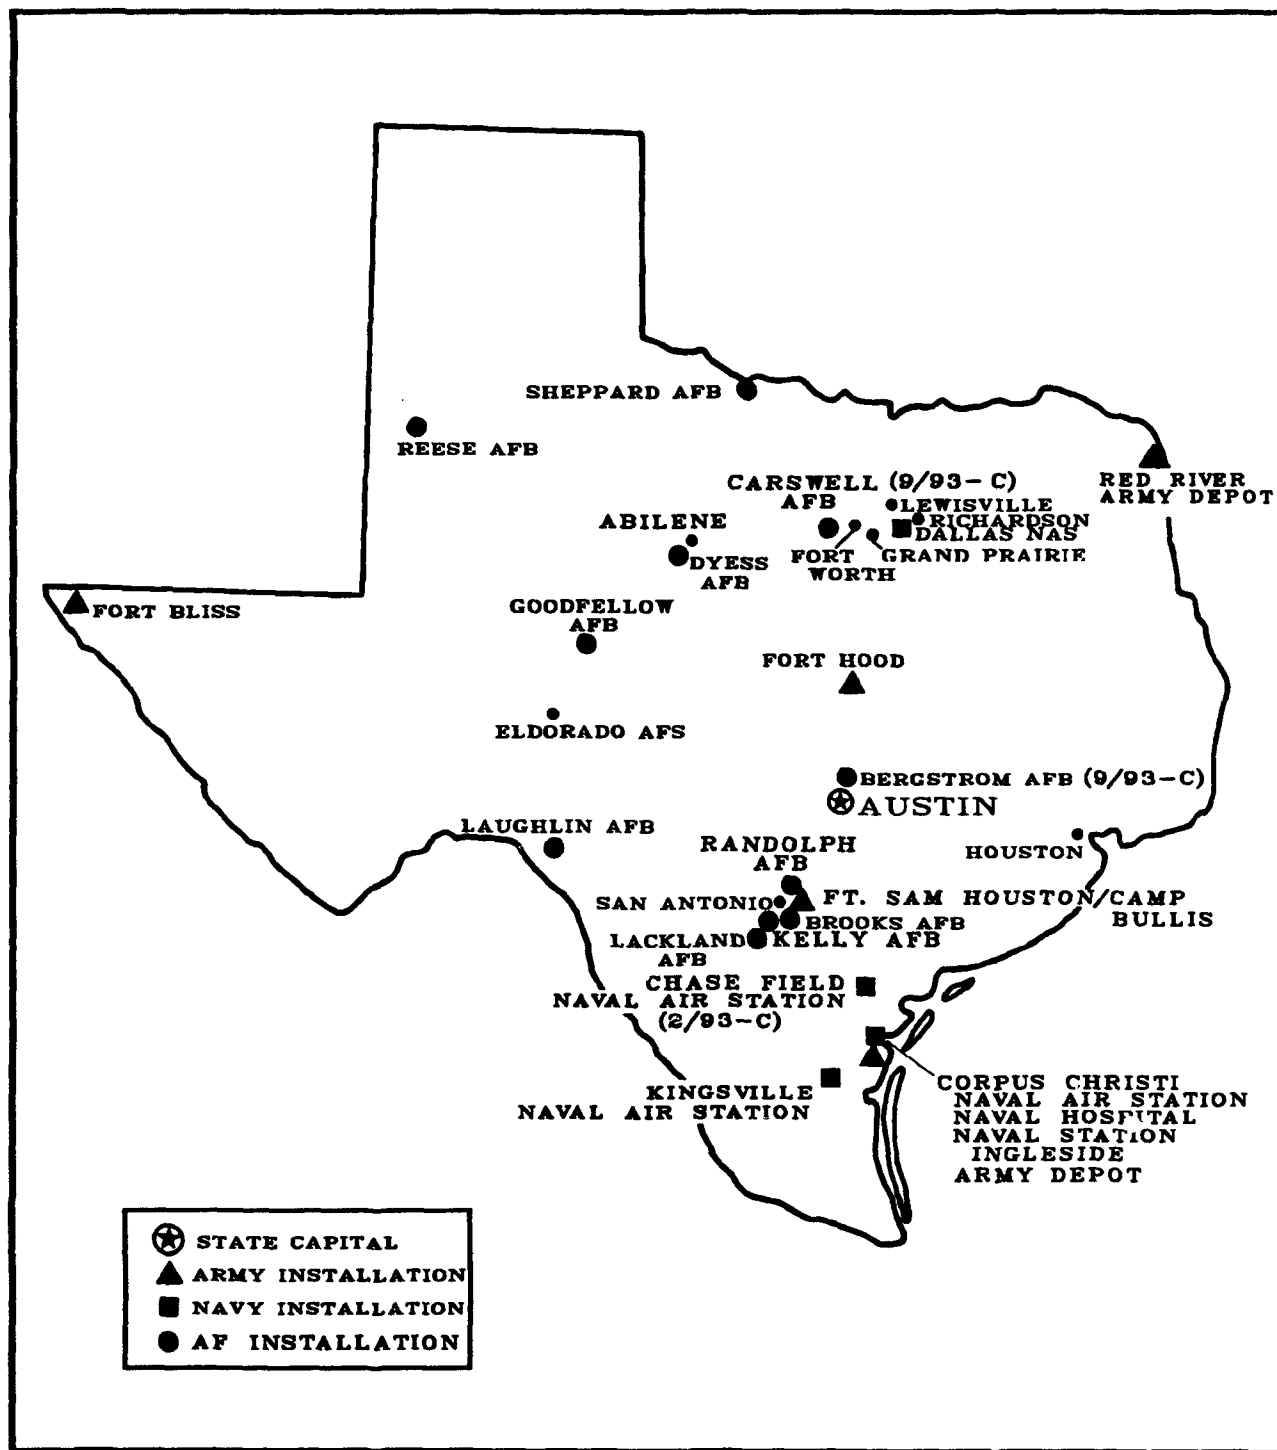 SHEPPARD AFB
REESE AFB
CARSWELL (9/93-C)
AFB
LEWISVILLE
RICHARDSON
DALLAS NAS
GRAND PRAIRIE
FORT
WORTH
RED RIVER
ARMY DEPOT
ABILENE
DYESS
AFB
FORT BLISS
GOODFELLOW
AFB
FORT HOOD
ELDORADO AFS
BERGSTROM AFB (9/93-C)
AUSTIN
LAUGHLIN AFB
HOUSTON
RANDOLPH
AFB
SAN ANTONIO
FT. SAM HOUSTON/CAMP
BULLIS
BROOKS AFB
LACKLAND
AFB
KELLY AFB
CHASE FIELD
NAVAL AIR STATION
(2/93-C)
KINGSVILLE
NAVAL AIR STATION
CORPUS CHRISTI
NAVAL AIR STATION
NAVAL HOSPITAL
NAVAL STATION
INGLESIDE
ARMY DEPOT
STATE CAPITAL
ARMY INSTALLATION
NAVY INSTALLATION
AF INSTALLATION